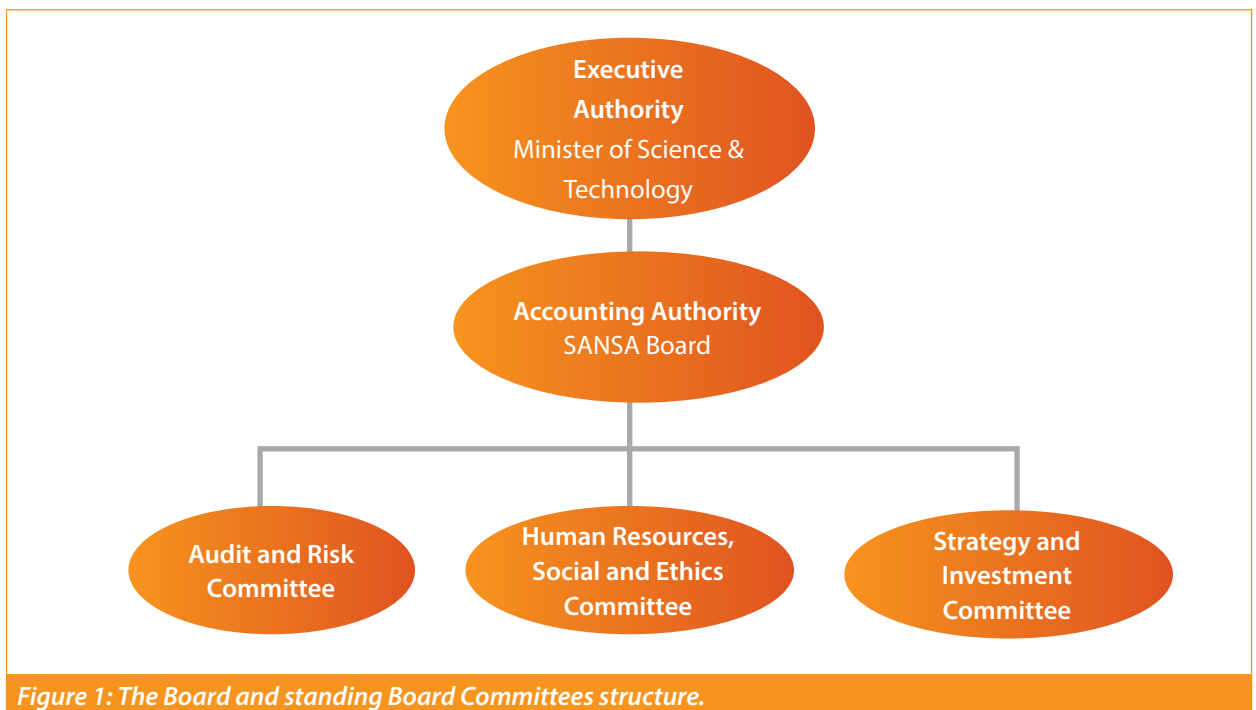 Executive
Authority
Minister of Science &
Technology
Accounting Authority
SANSA Board
Audit and Risk
Committee
Human Resources,
Social and Ethics
Committee
Strategy and
Investment
Committee
Figure 1: The Board and standing Board Committees structure.